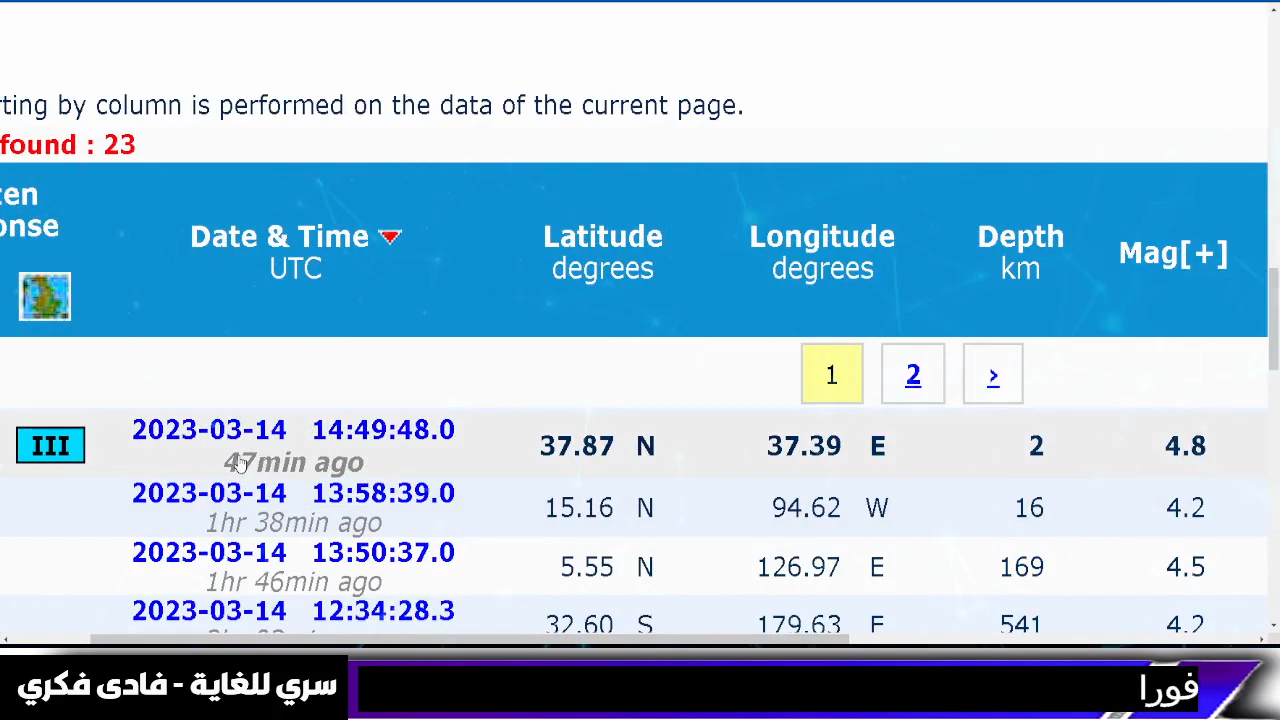 rting by column is performed on the data of the current page.
found : 23
Date & Time Latitude Longitude Depth Mag[+]
onse UTC degrees degrees km
1 2 ›
III 2023-03-14 14:49:48.0 37.87 N 37.39 E 2 4.8
47min ago
2023-03-14 13:58:39.0 15.16 N 94.62 W 16 4.2
1hr 38min ago
2023-03-14 13:50:37.0 5.55 N 126.97 E 169 4.5
1hr 46min ago
2023-03-14 12:34:28.3 32.60 S 179.63 E 541 4.2
سري للغاية - فادى فكري
فورا